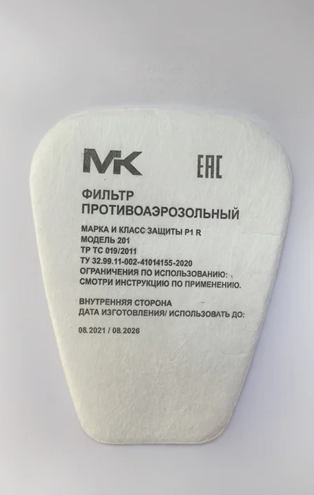 МК EAC
ФИЛЬТР
ПРОТИВОАЭРОЗОЛЬНЫЙ
МАРКА И КЛАСС ЗАЩИТЫ P1 R
МОДЕЛЬ 201
ТР ТС 019/2011
ТУ 32.99.11-002-41014155-2020
ОГРАНИЧЕНИЯ ПО ИСПОЛЬЗОВАНИЮ:
СМОТРИ ИНСТРУКЦИЮ ПО ПРИМЕНЕНИЮ.
ВНУТРЕННЯЯ СТОРОНА
ДАТА ИЗГОТОВЛЕНИЯ/ ИСПОЛЬЗОВАТЬ ДО:
08.2021 / 08.2026